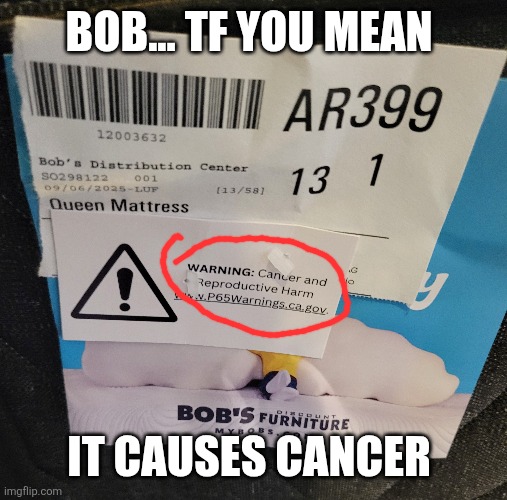 BOB... TF YOU MEAN
AR399
12003632
Bob's Distribution Center
SO298122 001
09/06/2025-LUF [13/58]
13 1
Queen Mattress
WARNING: Cancer and
Reproductive Harm
www.P65Warnings.ca.gov.
BOB'S DISCOUNT FURNITURE
IT CAUSES CANCER
imgflip.com